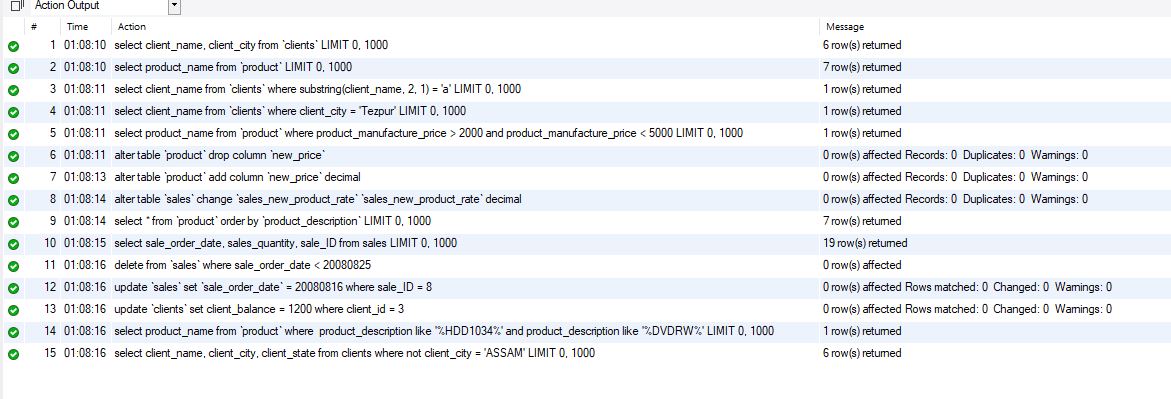 Action Output
# Time Action Message
1 01:08:10 select client_name, client_city from `clients` LIMIT 0, 1000 6 row(s) returned
2 01:08:10 select product_name from `product` LIMIT 0, 1000 7 row(s) returned
3 01:08:11 select client_name from `clients` where substring(client_name, 2, 1) = 'a' LIMIT 0, 1000 1 row(s) returned
4 01:08:11 select client_name from `clients` where client_city = 'Tezpur' LIMIT 0, 1000 1 row(s) returned
5 01:08:11 select product_name from `product` where product_manufacture_price > 2000 and product_manufacture_price < 5000 LIMIT 0, 1000 1 row(s) returned
6 01:08:11 alter table `product` drop column `new_price` 0 row(s) affected Records: 0 Duplicates: 0 Warnings: 0
7 01:08:13 alter table `product` add column `new_price` decimal 0 row(s) affected Records: 0 Duplicates: 0 Warnings: 0
8 01:08:14 alter table `sales` change `sales_new_product_rate` `sales_new_product_rate` decimal 0 row(s) affected Records: 0 Duplicates: 0 Warnings: 0
9 01:08:14 select * from `product` order by `product_description` LIMIT 0, 1000 7 row(s) returned
10 01:08:15 select sale_order_date, sales_quantity, sale_ID from sales LIMIT 0, 1000 19 row(s) returned
11 01:08:16 delete from `sales` where sale_order_date < 20080825 0 row(s) affected
12 01:08:16 update `sales` set `sale_order_date` = 20080816 where sale_ID = 8 0 row(s) affected Rows matched: 0 Changed: 0 Warnings: 0
13 01:08:16 update `clients` set client_balance = 1200 where client_id = 3 0 row(s) affected Rows matched: 0 Changed: 0 Warnings: 0
14 01:08:16 select product_name from `product` where product_description like '%HDD1034%' and product_description like '%DVDRW%' LIMIT 0, 1000 1 row(s) returned
15 01:08:16 select client_name, client_city, client_state from clients where not client_city = 'ASSAM' LIMIT 0, 1000 6 row(s) returned